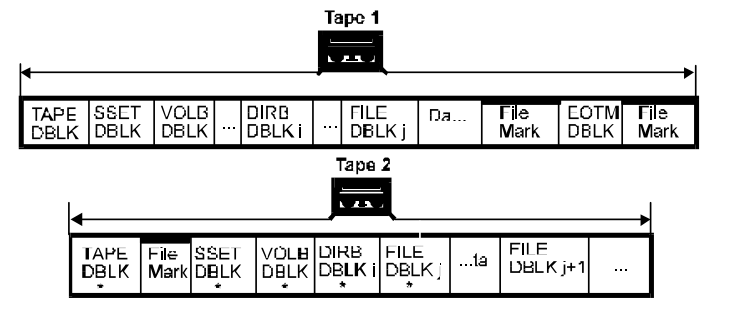 Tape 1
TAPE SSET VOLB DIRB FILE Da... File EOTM File
DBLK DBLK DBLK ... DBLK i ... DBLK j Mark DBLK Mark
Tape 2
TAPE File SSET VOLB DIRB FILE ...ta FILE
DBLK Mark DBLK DBLK DBLK i DBLK j DBLK j+1 ...
* * * * *